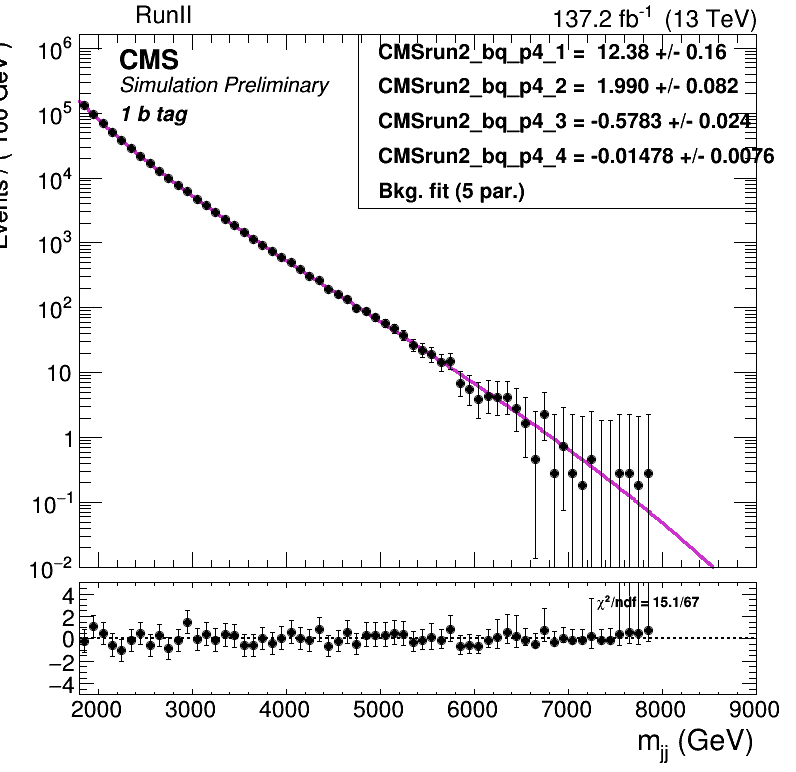 RunII
137.2 fb⁻¹ (13 TeV)
CMS
Simulation Preliminary
1 b tag
CMSrun2_bq_p4_1 = 12.38 +/- 0.16
CMSrun2_bq_p4_2 = 1.990 +/- 0.082
CMSrun2_bq_p4_3 = -0.5783 +/- 0.024
CMSrun2_bq_p4_4 = -0.01478 +/- 0.0076
Bkg. fit (5 par.)
Events / ( 100 GeV )
10⁶
10⁵
10⁴
10³
10²
10
1
10⁻¹
10⁻²
χ²/ndf = 15.1/67
4
2
0
−2
−4
2000 3000 4000 5000 6000 7000 8000 9000
m_jj (GeV)